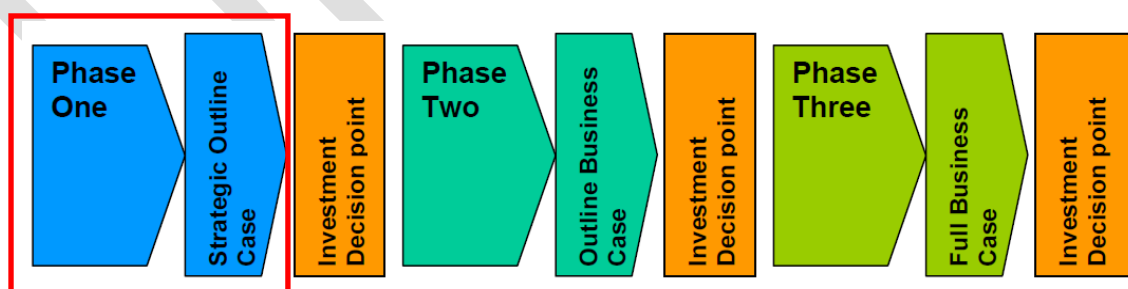 Phase
One
Strategic Outline
Case
Investment
Decision point
Phase
Two
Outline Business
Case
Investment
Decision point
Phase
Three
Full Business
Case
Investment
Decision point